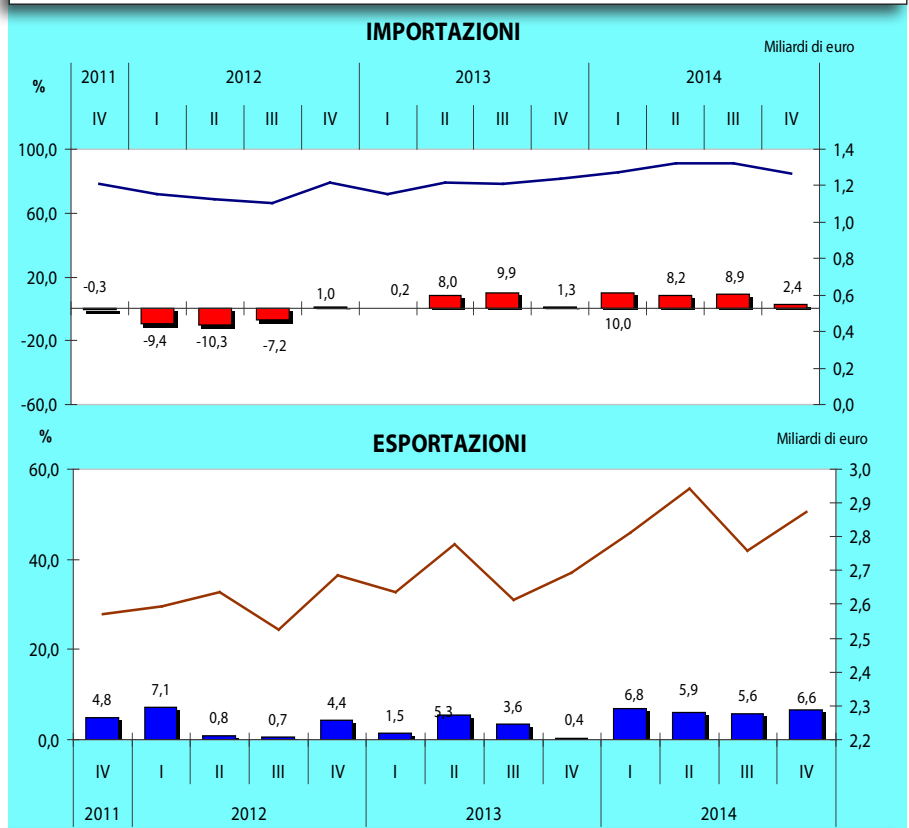 IMPORTAZIONI
Miliardi di euro
%
2011 2012 2013 2014
IV I II III IV I II III IV I II III IV
100,0
60,0
20,0
-20,0
-60,0
1,4
1,2
1,0
0,8
0,6
0,4
0,2
0,0
-0,3 -9,4 -10,3 -7,2 1,0 0,2 8,0 9,9 1,3 10,0 8,2 8,9 2,4
%
ESPORTAZIONI
Miliardi di euro
60,0
40,0
20,0
0,0
3,0
2,9
2,8
2,7
2,6
2,5
2,4
2,3
2,2
4,8 7,1 0,8 0,7 4,4 1,5 5,3 3,6 0,4 6,8 5,9 5,6 6,6
IV I II III IV I II III IV I II III IV
2011 2012 2013 2014